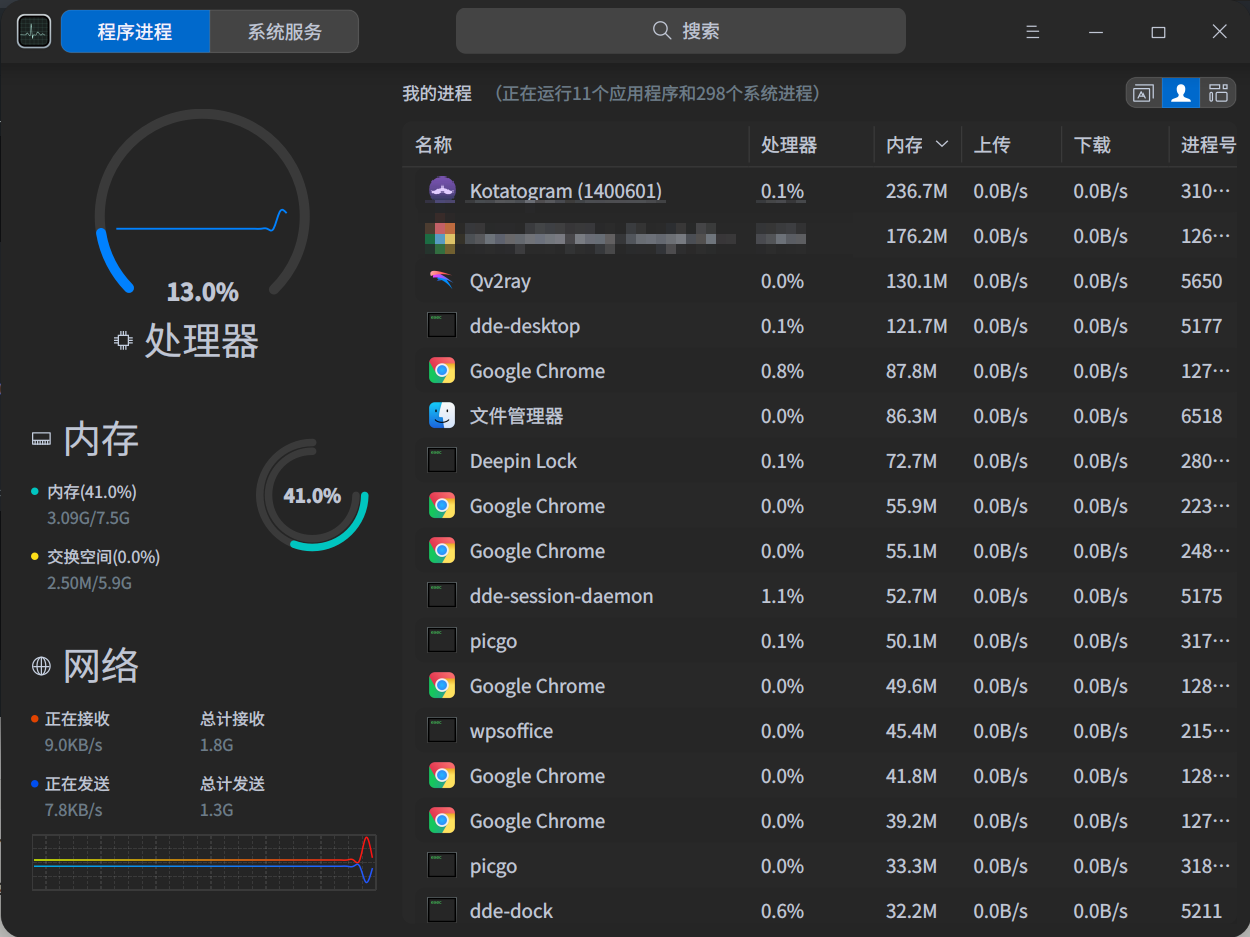 程序进程 系统服务 搜索
我的进程 （正在运行11个应用程序和298个系统进程）
名称 处理器 内存 上传 下载 进程号
Kotatogram (1400601) 0.1% 236.7M 0.0B/s 0.0B/s 310···
176.2M 0.0B/s 0.0B/s 126···
Qv2ray 0.0% 130.1M 0.0B/s 0.0B/s 5650
dde-desktop 0.1% 121.7M 0.0B/s 0.0B/s 5177
Google Chrome 0.8% 87.8M 0.0B/s 0.0B/s 127···
文件管理器 0.0% 86.3M 0.0B/s 0.0B/s 6518
Deepin Lock 0.1% 72.7M 0.0B/s 0.0B/s 280···
Google Chrome 0.0% 55.9M 0.0B/s 0.0B/s 223···
Google Chrome 0.0% 55.1M 0.0B/s 0.0B/s 248···
dde-session-daemon 1.1% 52.7M 0.0B/s 0.0B/s 5175
picgo 0.1% 50.1M 0.0B/s 0.0B/s 317···
Google Chrome 0.0% 49.6M 0.0B/s 0.0B/s 128···
wpsoffice 0.0% 45.4M 0.0B/s 0.0B/s 215···
Google Chrome 0.0% 41.8M 0.0B/s 0.0B/s 128···
Google Chrome 0.0% 39.2M 0.0B/s 0.0B/s 127···
picgo 0.0% 33.3M 0.0B/s 0.0B/s 318···
dde-dock 0.6% 32.2M 0.0B/s 0.0B/s 5211
13.0%
处理器
内存
内存(41.0%)
3.09G/7.5G
交换空间(0.0%)
2.50M/5.9G
41.0%
网络
正在接收 总计接收
9.0KB/s 1.8G
正在发送 总计发送
7.8KB/s 1.3G